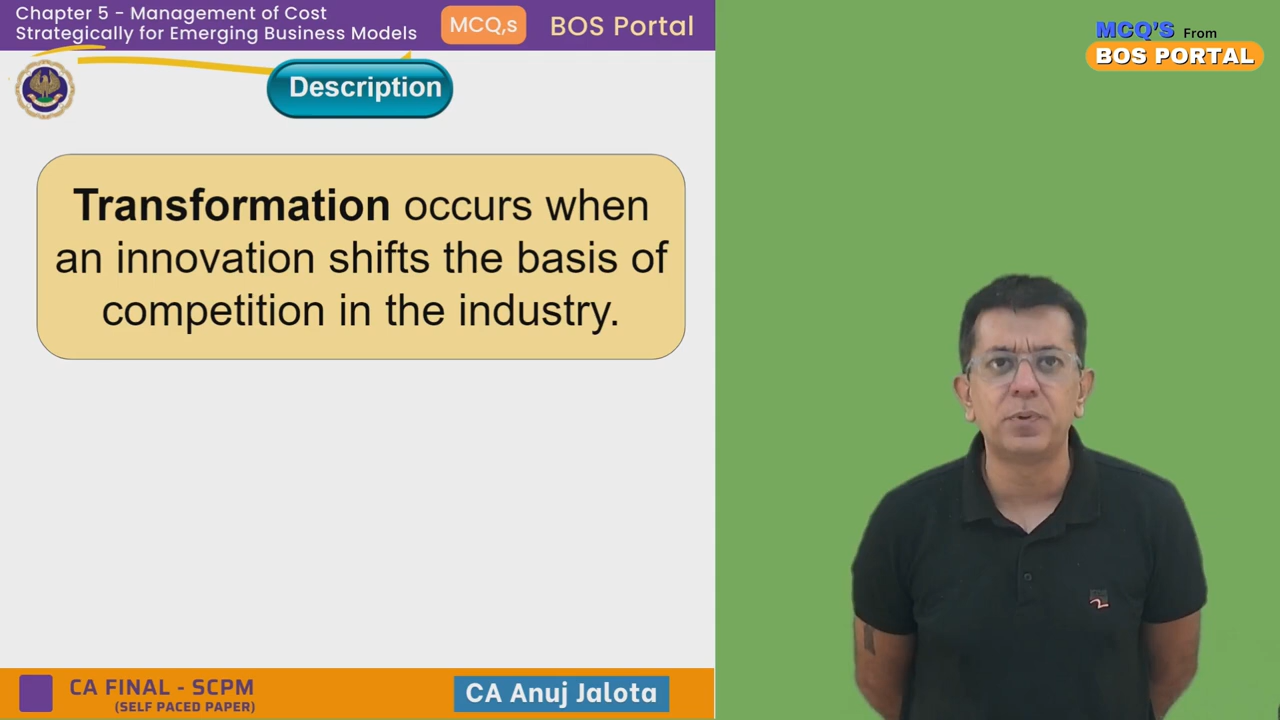 Chapter 5 - Management of Cost
Strategically for Emerging Business Models
MCQ,s
BOS Portal
MCQ'S From
BOS PORTAL
Description
Transformation occurs when
an innovation shifts the basis of
competition in the industry.
CA FINAL - SCPM
(SELF PACED PAPER)
CA Anuj Jalota